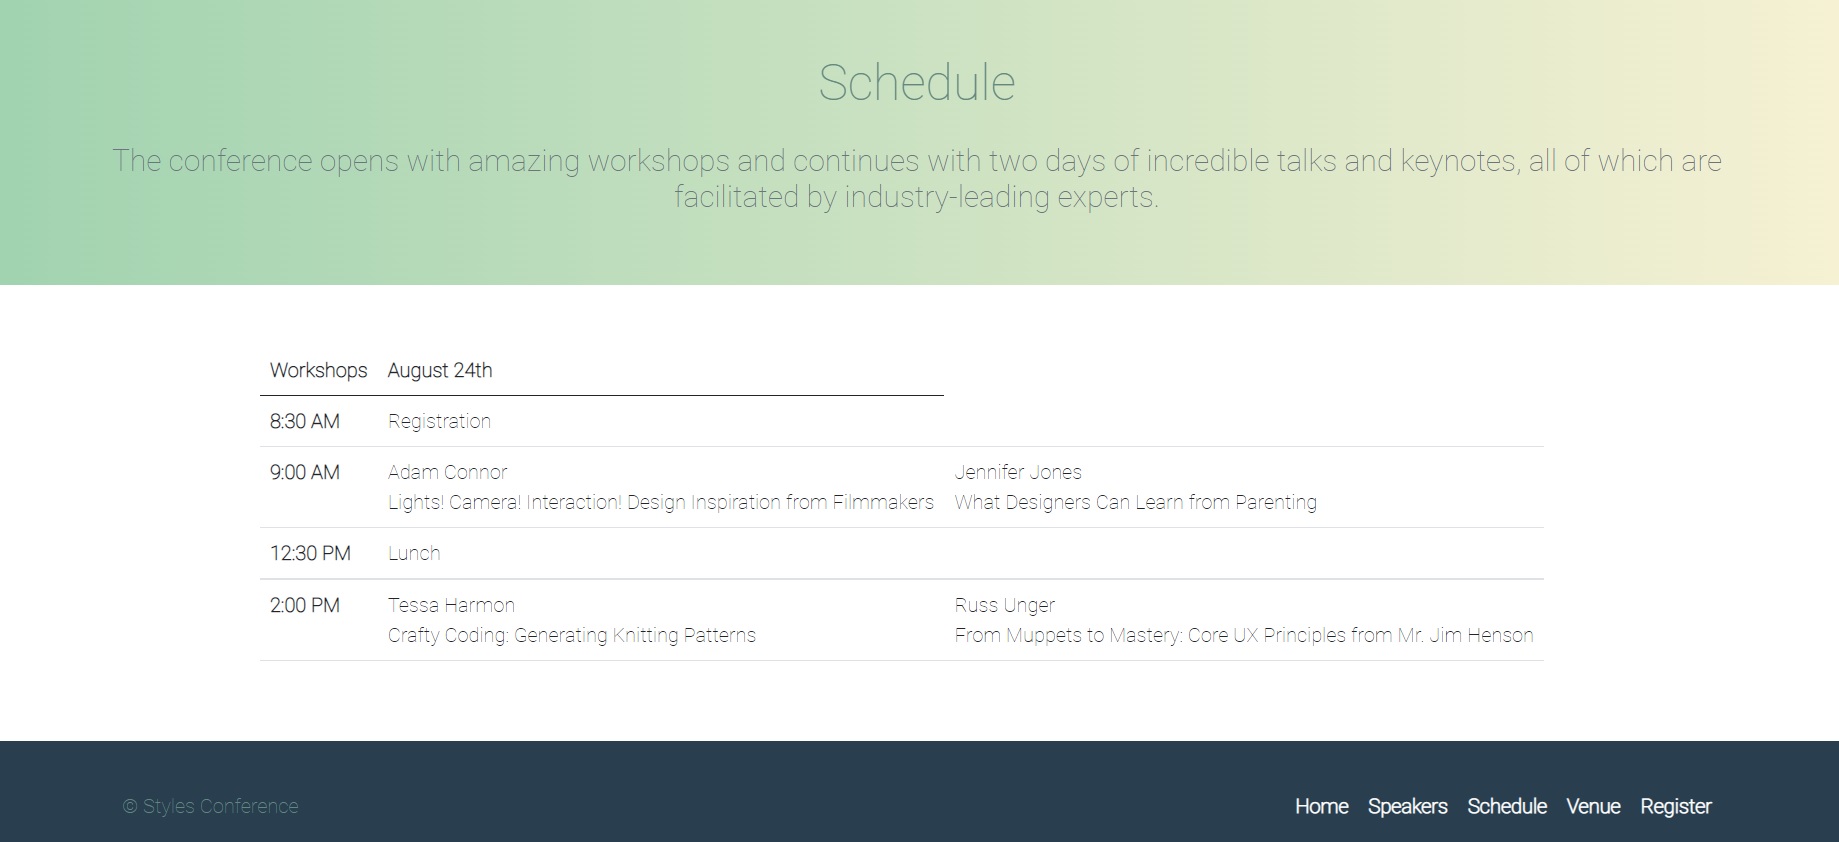 Schedule
The conference opens with amazing workshops and continues with two days of incredible talks and keynotes, all of which are
facilitated by industry-leading experts.
Workshops August 24th
8:30 AM Registration
9:00 AM Adam Connor Jennifer Jones
Lights! Camera! Interaction! Design Inspiration from Filmmakers What Designers Can Learn from Parenting
12:30 PM Lunch
2:00 PM Tessa Harmon Russ Unger
Crafty Coding: Generating Knitting Patterns From Muppets to Mastery: Core UX Principles from Mr. Jim Henson
© Styles Conference Home Speakers Schedule Venue Register